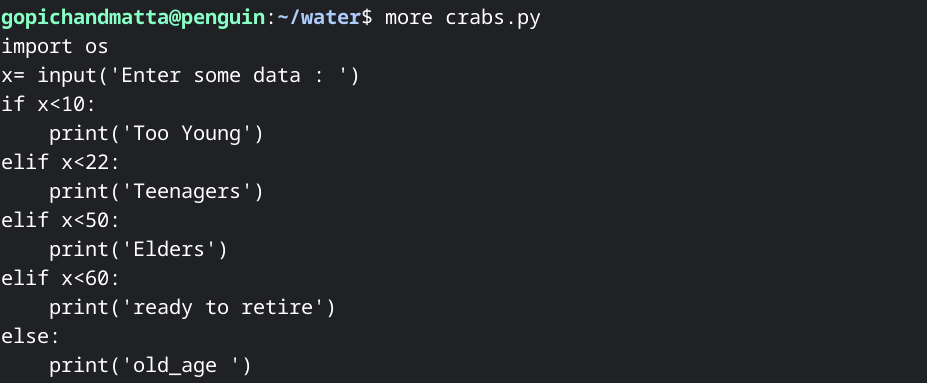 gopichandmatta@penguin:~/water$ more crabs.py
import os
x= input('Enter some data : ')
if x<10:
    print('Too Young')
elif x<22:
    print('Teenagers')
elif x<50:
    print('Elders')
elif x<60:
    print('ready to retire')
else:
    print('old_age ')